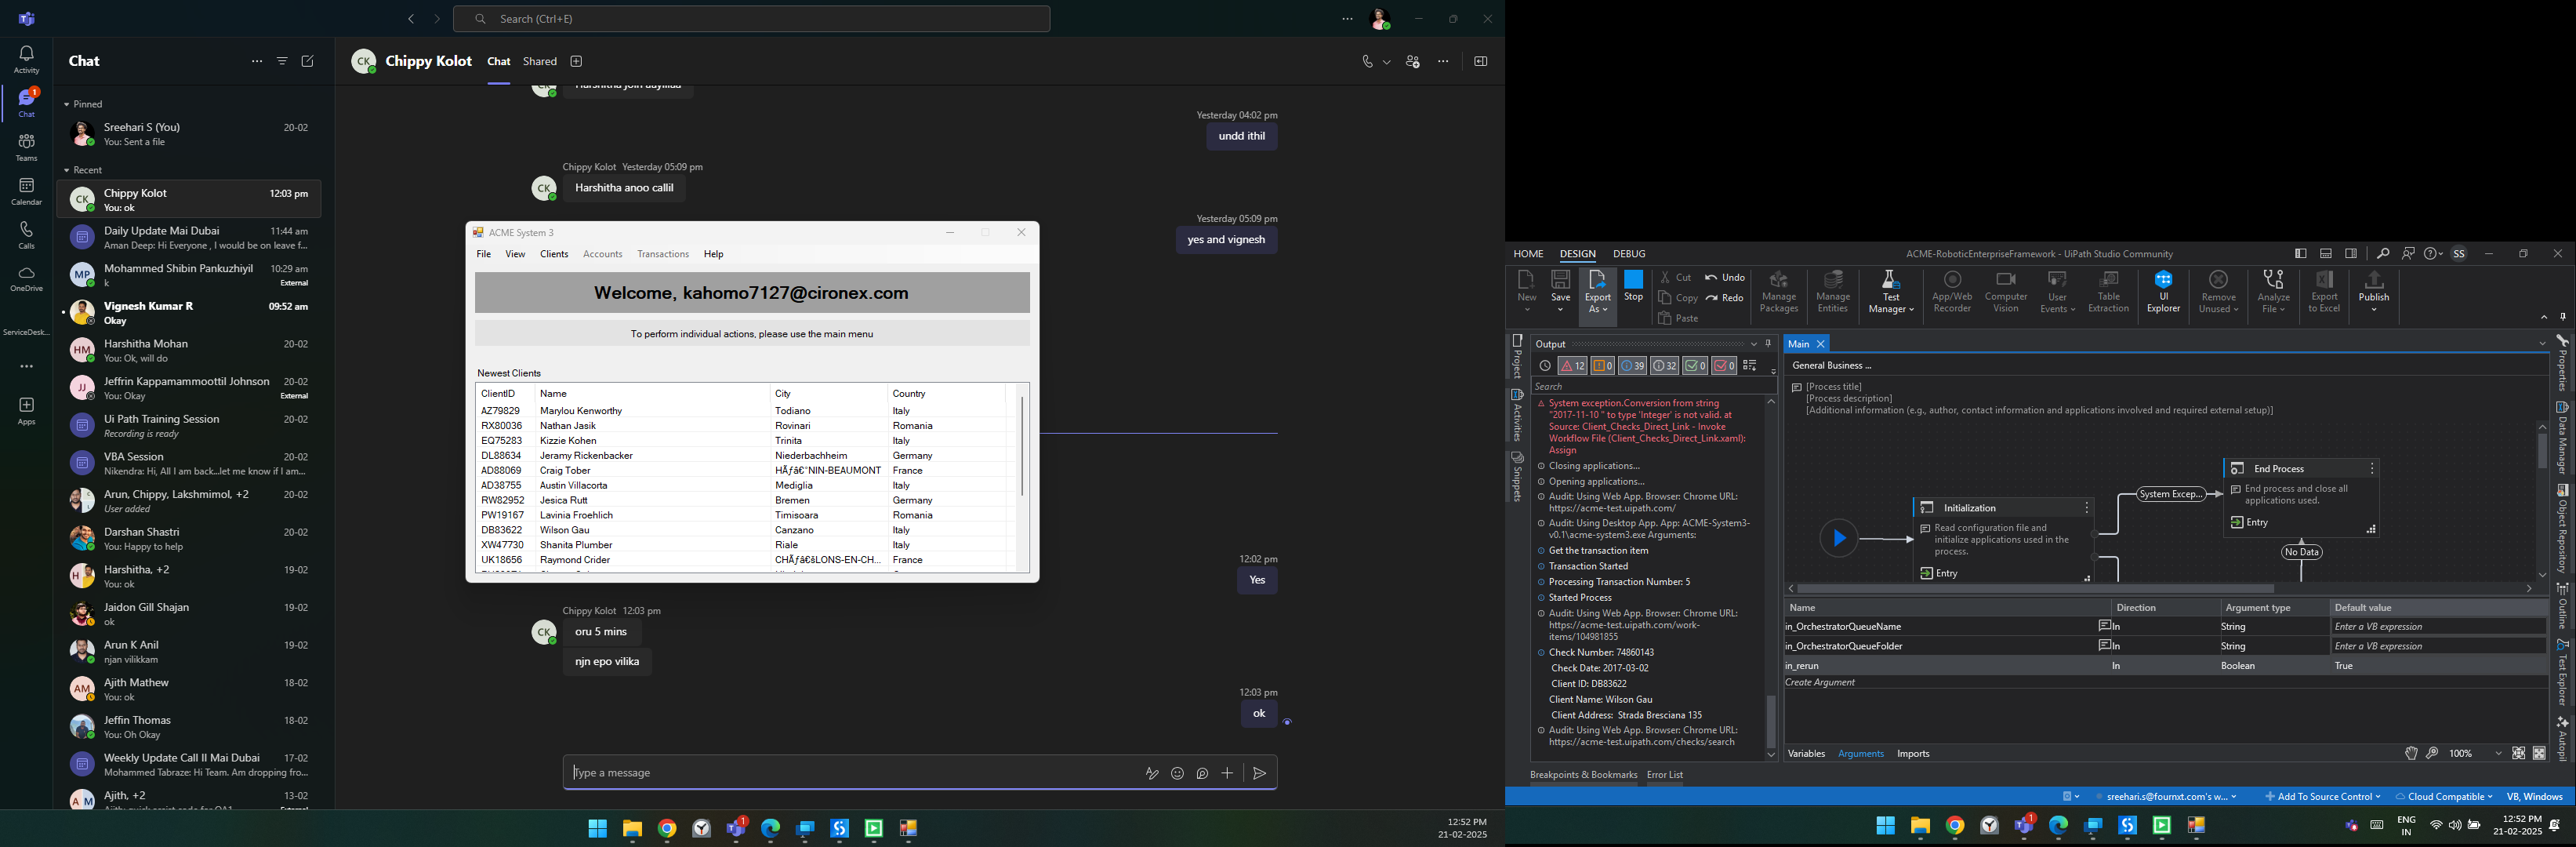 Search (Ctrl+E)
Activity
Chat
1
Teams
Calendar
Calls
OneDrive
ServiceDesk...
Apps
Chat
Pinned
Sreehari S (You) 20-02
You: Sent a file
Recent
CK Chippy Kolot 12:03 pm
You: ok
Daily Update Mai Dubai 11:44 am
Aman Deep: Hi Everyone , I would be on leave f...
MP Mohammed Shibin Pankuzhiyil 10:29 am
k External
Vignesh Kumar R 09:52 am
Okay
HM Harshitha Mohan 20-02
You: Ok, will do
JJ Jeffrin Kappamammoottil Johnson 20-02
You: Okay External
Ui Path Training Session 20-02
Recording is ready
VBA Session 20-02
Nikendra: Hi, All I am back...let me know if I am...
Arun, Chippy, Lakshmimol, +2 20-02
User added
Darshan Shastri 20-02
You: Happy to help
Harshitha, +2 19-02
You: ok
Jaidon Gill Shajan 19-02
ok
Arun K Anil 19-02
njan vilikkam
AM Ajith Mathew 18-02
You: ok
Jeffin Thomas 18-02
You: Oh Okay
Weekly Update Call II Mai Dubai 17-02
Mohammed Tabraze: Hi Team. Am dropping fro...
AM Ajith, +2 13-02
CK Chippy Kolot Chat Shared
Yesterday 04:02 pm
undd ithil
Chippy Kolot Yesterday 05:09 pm
CK Harshitha anoo callil
Yesterday 05:09 pm
yes and vignesh
12:02 pm
Yes
Chippy Kolot 12:03 pm
CK oru 5 mins
njn epo vilika
12:03 pm
ok
Type a message
ACME System 3
File View Clients Accounts Transactions Help
Welcome, kahomo7127@cironex.com
To perform individual actions, please use the main menu
Newest Clients
ClientID Name City Country
AZ79829 Marylou Kenworthy Todiano Italy
RX80036 Nathan Jasik Rovinari Romania
EQ75283 Kizzie Kohen Trinita Italy
DL88634 Jeramy Rickenbacker Niederbachheim Germany
AD88069 Craig Tober HÃƒâ€°NIN-BEAUMONT France
AD38755 Austin Villacorta Mediglia Italy
RW82952 Jesica Rutt Bremen Germany
PW19167 Lavinia Froehlich Timisoara Romania
DB83622 Wilson Gau Canzano Italy
XW47730 Shanita Plumber Riale Italy
UK18656 Raymond Crider CHÃƒâ€šLONS-EN-CH... France
1
12:52 PM
21-02-2025
HOME DESIGN DEBUG
ACME-RoboticEnterpriseFramework - UiPath Studio Community
SS
New
Save
Export As
Stop
Cut
Copy
Paste
Undo
Redo
Manage Packages
Manage Entities
Test Manager
App/Web Recorder
Computer Vision
User Events
Table Extraction
UI Explorer
Remove Unused
Analyze File
Export to Excel
Publish
Project
Activities
Snippets
Output
12 0 39 32 0 0
Search
System exception.Conversion from string
"2017-11-10 " to type 'Integer' is not valid. at
Source: Client_Checks_Direct_Link - Invoke
Workflow File (Client_Checks_Direct_Link.xaml):
Assign
Closing applications...
Opening applications...
Audit: Using Web App. Browser: Chrome URL:
https://acme-test.uipath.com/
Audit: Using Desktop App. App: ACME-System3-
v0.1\acme-system3.exe Arguments:
Get the transaction item
Transaction Started
Processing Transaction Number: 5
Started Process
Audit: Using Web App. Browser: Chrome URL:
https://acme-test.uipath.com/work-
items/104981855
Check Number: 74860143
Check Date: 2017-03-02
Client ID: DB83622
Client Name: Wilson Gau
Client Address: Strada Bresciana 135
Audit: Using Web App. Browser: Chrome URL:
https://acme-test.uipath.com/checks/search
Breakpoints & Bookmarks Error List
Main
General Business ...
[Process title]
[Process description]
[Additional information (e.g., author, contact information and applications involved and required external setup)]
Initialization
Read configuration file and
initialize applications used in the
process.
Entry
System Excep...
End Process
End process and close all
applications used.
Entry
No Data
Name Direction Argument type Default value
in_OrchestratorQueueName In String Enter a VB expression
in_OrchestratorQueueFolder In String Enter a VB expression
in_rerun In Boolean True
Create Argument
Variables Arguments Imports
100%
Properties
Data Manager
Object Repository
Outline
Test Explorer
Autopil
sreehari.s@fournxt.com's w...
Add To Source Control
Cloud Compatible
VB, Windows
1
ENG
IN
12:52 PM
21-02-2025